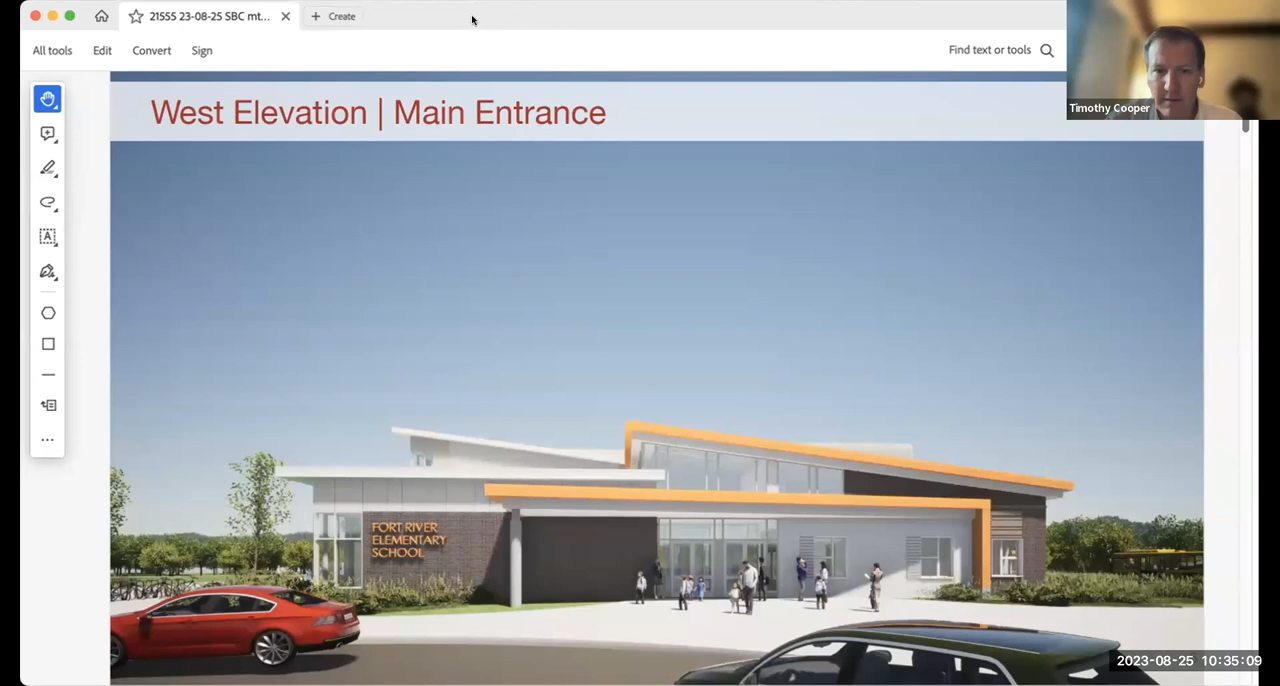 21555 23-08-25 SBC mt...
Create
All tools
Edit
Convert
Sign
Find text or tools
Timothy Cooper
West Elevation | Main Entrance
A
FORT RIVER
ELEMENTARY
SCHOOL
2023-08-25 10:35:09